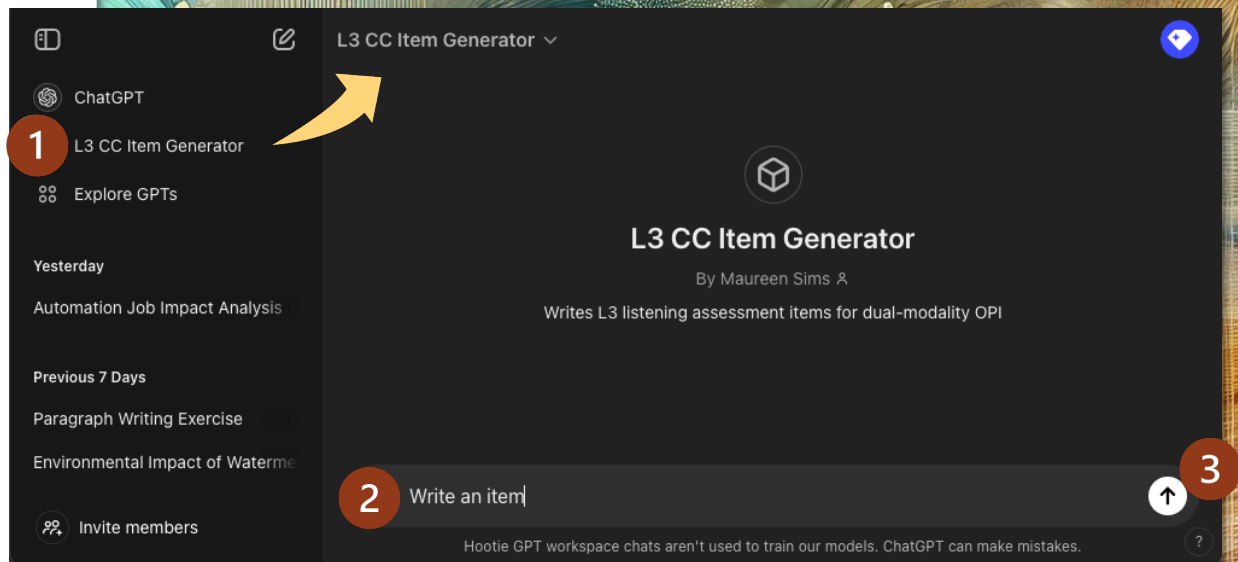 L3 CC Item Generator
ChatGPT
1
L3 CC Item Generator
Explore GPTs
Yesterday
Automation Job Impact Analysis
Previous 7 Days
Paragraph Writing Exercise
Environmental Impact of Waterme
Invite members
L3 CC Item Generator
By Maureen Sims
Writes L3 listening assessment items for dual-modality OPI
2
Write an item
3
Hootie GPT workspace chats aren't used to train our models. ChatGPT can make mistakes.
?